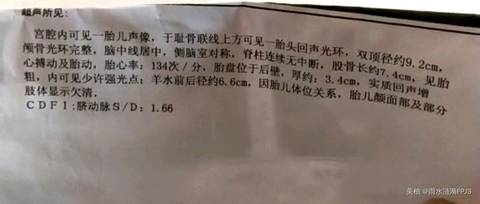 超声所见:
宫腔内可见一胎儿声像，于耻骨联线上方可见一胎头回声光环，双顶径约9.2cm，
颅骨光环完整，脑中线居中，侧脑室对称，脊柱连续无中断，股骨长约7.4cm，见胎
心搏动及胎动，胎心率：134次／分，胎盘位于后壁，厚约：3.4cm，实质回声增
粗，内可见少许强光点；羊水前后径约6.6cm，因胎儿体位关系，胎儿颜面部及部分
肢体显示欠清。
CDFI:脐动脉S/D：1.66
美柚 @雨水涟漪FPJ3